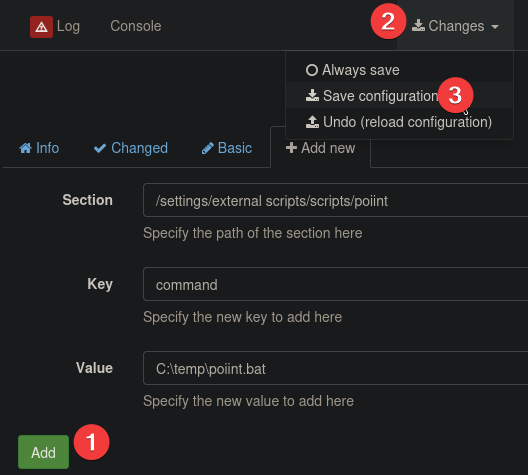 Log Console 2 Changes
Always save
Save configuration 3
Undo (reload configuration)
Info Changed Basic Add new
Section /settings/external scripts/scripts/poiint
Specify the path of the section here
Key command
Specify the new key to add here
Value C:\temp\poiint.bat
Specify the new value to add here
Add 1